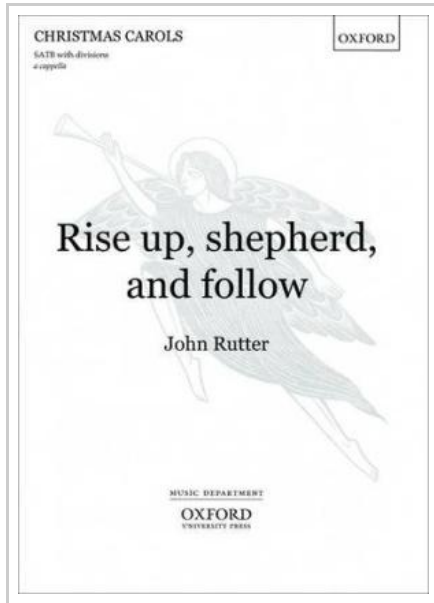 CHRISTMAS CAROLS
OXFORD
SATB with divisions
a cappella
Rise up, shepherd,
and follow
John Rutter
MUSIC DEPARTMENT
OXFORD
UNIVERSITY PRESS